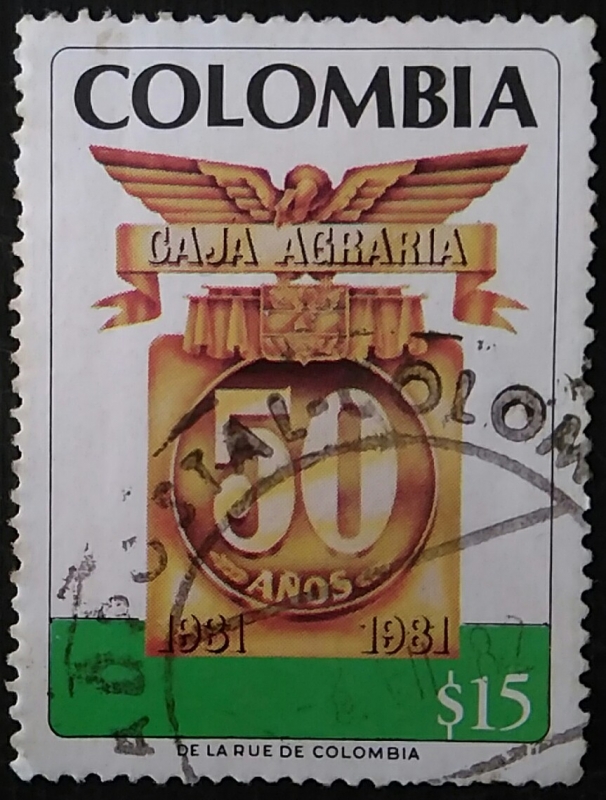 COLOMBIA
CAJA AGRARIA
50
AÑOS
1931 1981
$15
DE LA RUE DE COLOMBIA